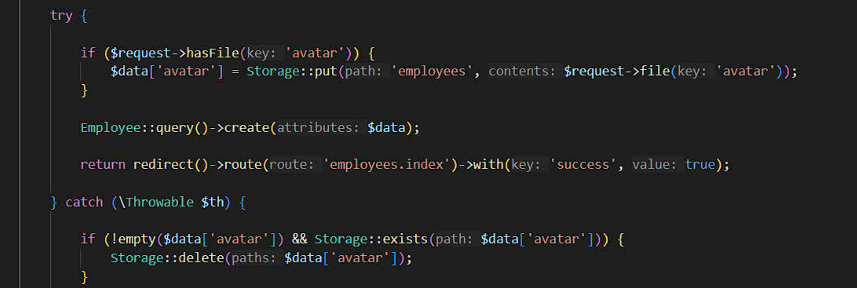 try {
if ($request->hasFile(key: 'avatar')) {
$data['avatar'] = Storage::put(path: 'employees', contents: $request->file(key: 'avatar'));
}
Employee::query()->create(attributes: $data);
return redirect()->route(route: 'employees.index')->with(key: 'success', value: true);
} catch (\Throwable $th) {
if (!empty($data['avatar']) && Storage::exists(path: $data['avatar'])) {
Storage::delete(paths: $data['avatar']);
}